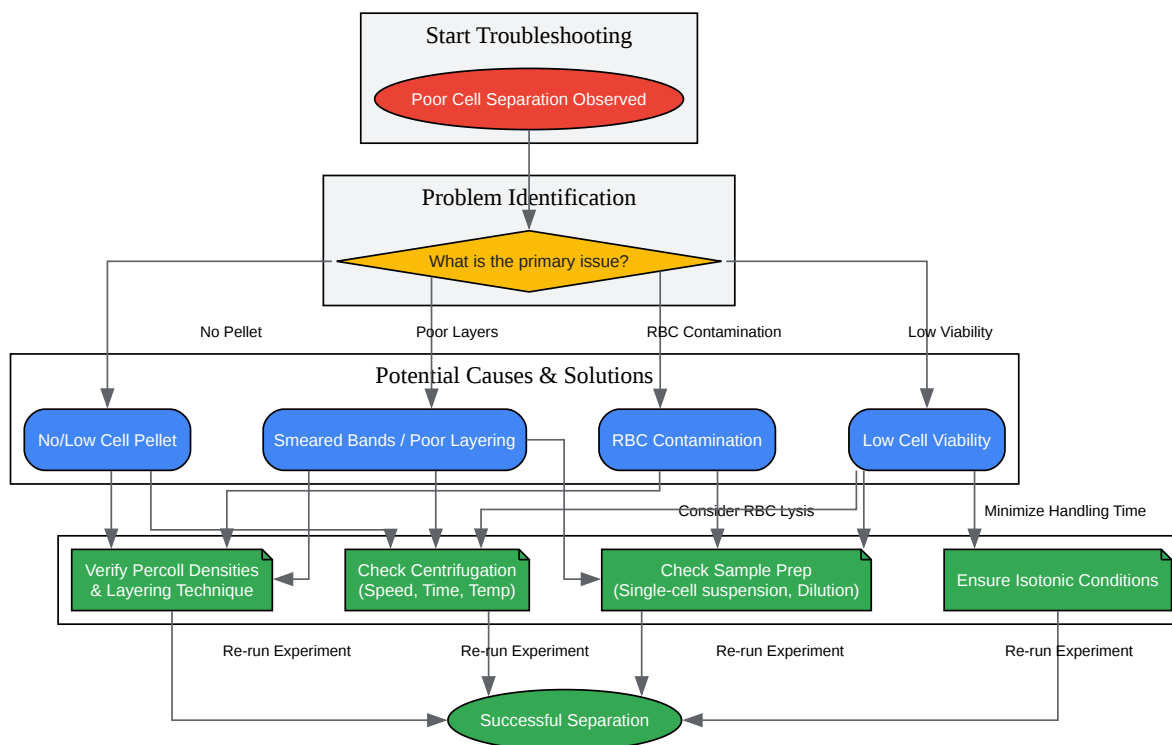 Start Troubleshooting
Poor Cell Separation Observed
Problem Identification
What is the primary issue?
No Pellet
Poor Layers
RBC Contamination
Low Viability
Potential Causes & Solutions
No/Low Cell Pellet
Smeared Bands / Poor Layering
RBC Contamination
Low Cell Viability
Consider RBC Lysis
Minimize Handling Time
Verify Percoll Densities
& Layering Technique
Check Centrifugation
(Speed, Time, Temp)
Check Sample Prep
(Single-cell suspension, Dilution)
Ensure Isotonic Conditions
Re-run Experiment
Re-run Experiment
Re-run Experiment
Re-run Experiment
Successful Separation